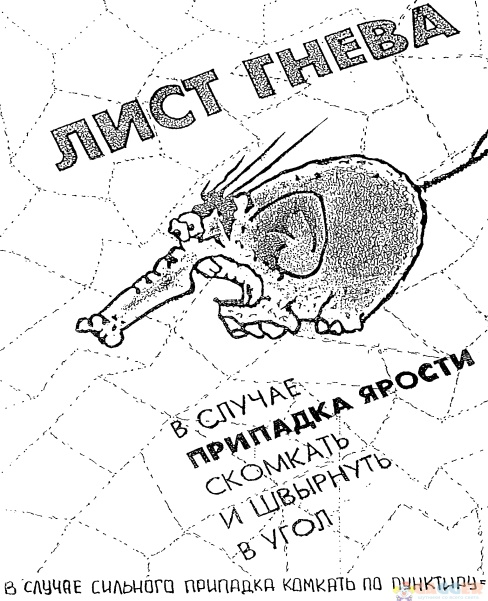 ЛИСТ ГНЕВА
В СЛУЧАЕ
ПРИПАДКА ЯРОСТИ
СКОМКАТЬ
И ШВЫРНУТЬ
В УГОЛ
В СЛУЧАЕ СИЛЬНОГО ПРИПАДКА КОМКАТЬ ПО ПУНКТИРУ